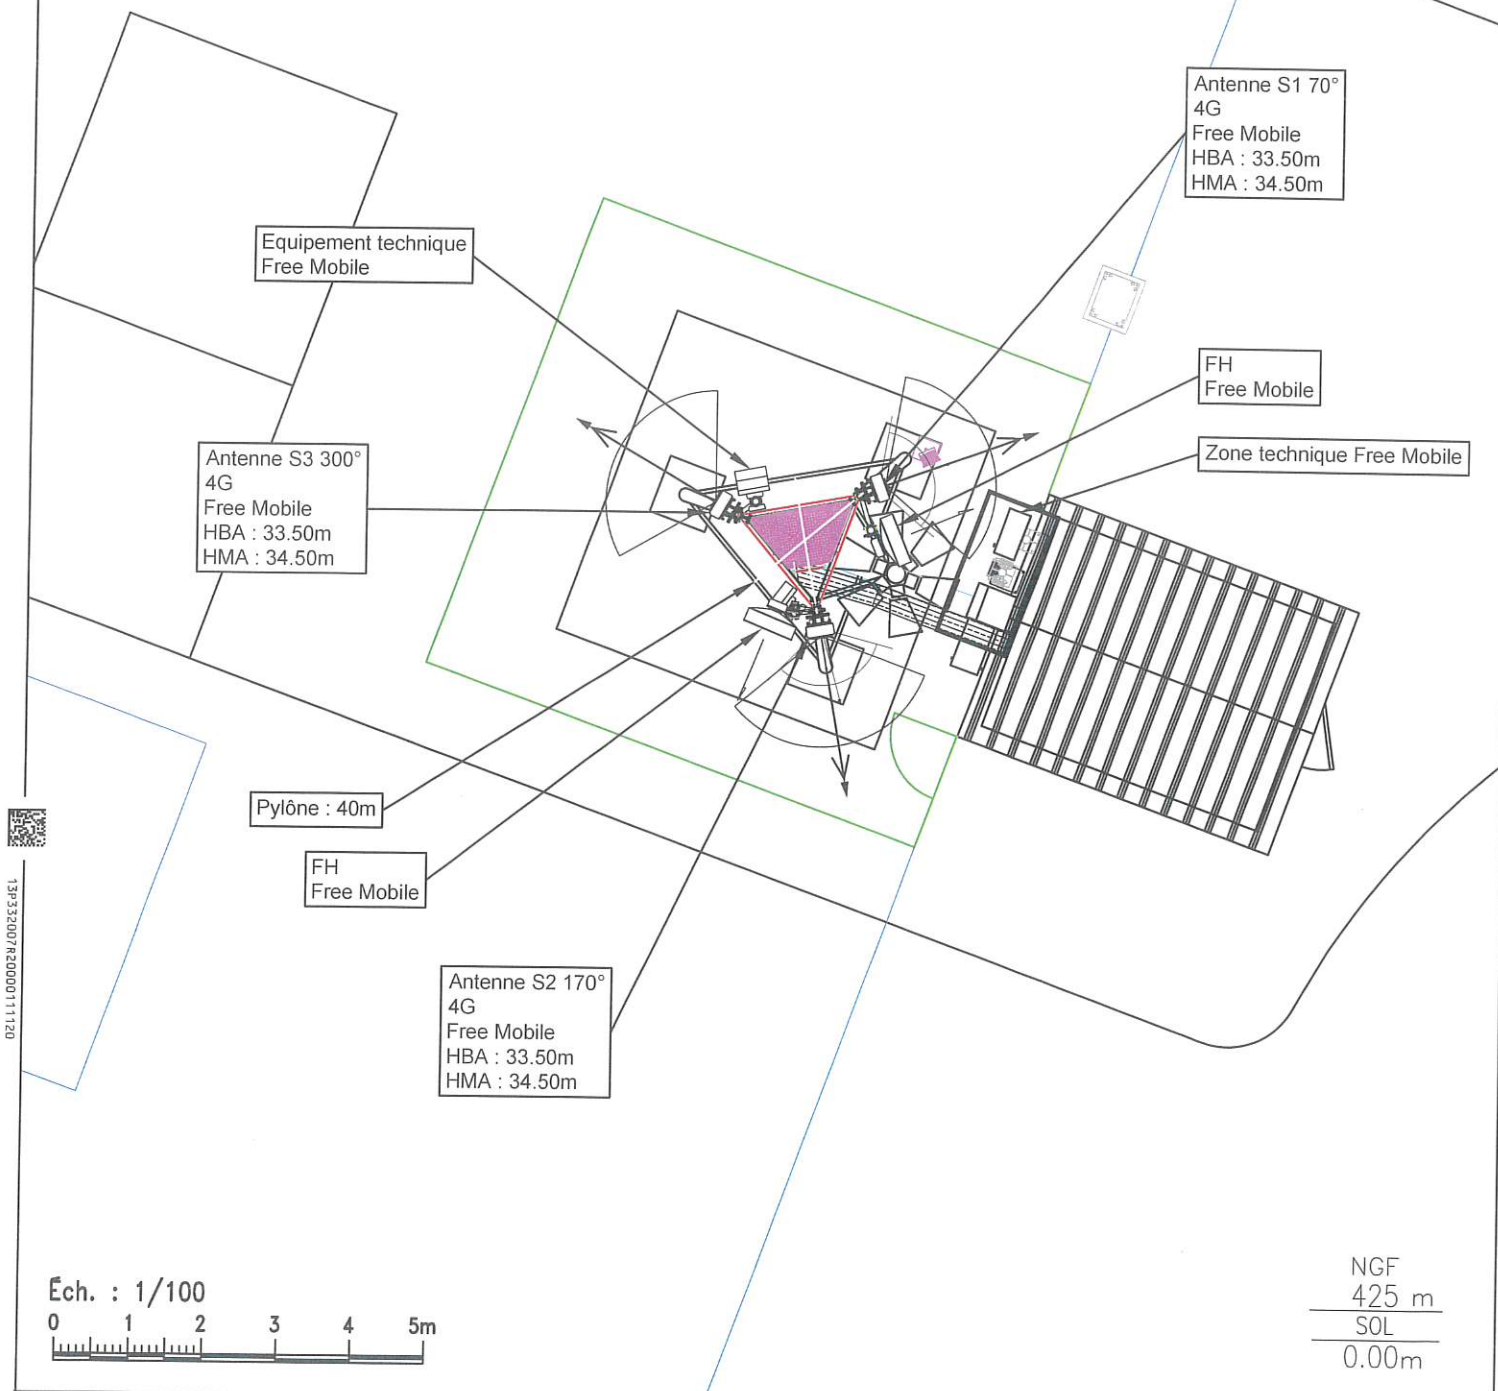 Antenne S1 70°
4G
Free Mobile
HBA : 33.50m
HMA : 34.50m
Equipement technique
Free Mobile
FH
Free Mobile
Zone technique Free Mobile
Antenne S3 300°
4G
Free Mobile
HBA : 33.50m
HMA : 34.50m
Pylône : 40m
FH
Free Mobile
13P332007R20000111120
Antenne S2 170°
4G
Free Mobile
HBA : 33.50m
HMA : 34.50m
Éch. : 1/100
0 1 2 3 4 5m
NGF
425 m
SOL
0.00m